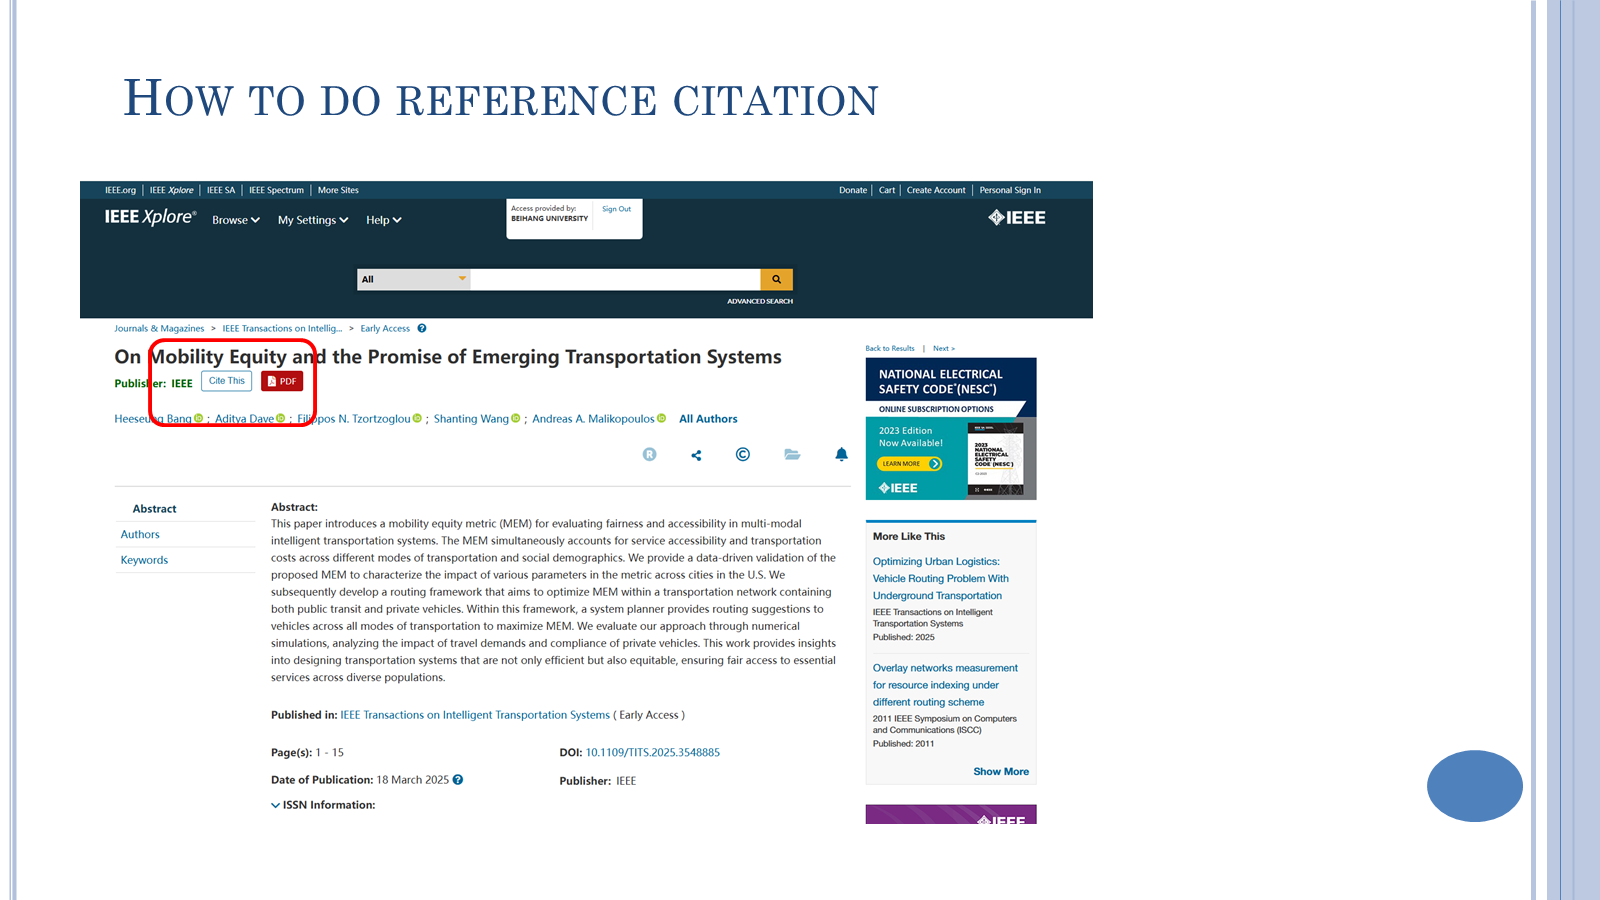 How to do reference citation
IEEE.org | IEEE Xplore | IEEE SA | IEEE Spectrum | More Sites
Donate | Cart | Create Account | Personal Sign In
IEEE Xplore®
Browse
My Settings
Help
Access provided by:
BEIHANG UNIVERSITY
Sign Out
IEEE
All
ADVANCED SEARCH
Journals & Magazines > IEEE Transactions on Intellig... > Early Access
On Mobility Equity and the Promise of Emerging Transportation Systems
Publisher: IEEE
Cite This
PDF
Heeseung Bang ; Aditya Dave ; Filippos N. Tzortzoglou ; Shanting Wang ; Andreas A. Malikopoulos All Authors
Abstract
Authors
Keywords
Abstract:
This paper introduces a mobility equity metric (MEM) for evaluating fairness and accessibility in multi-modal
intelligent transportation systems. The MEM simultaneously accounts for service accessibility and transportation
costs across different modes of transportation and social demographics. We provide a data-driven validation of the
proposed MEM to characterize the impact of various parameters in the metric across cities in the U.S. We
subsequently develop a routing framework that aims to optimize MEM within a transportation network containing
both public transit and private vehicles. Within this framework, a system planner provides routing suggestions to
vehicles across all modes of transportation to maximize MEM. We evaluate our approach through numerical
simulations, analyzing the impact of travel demands and compliance of private vehicles. This work provides insights
into designing transportation systems that are not only efficient but also equitable, ensuring fair access to essential
services across diverse populations.
Published in: IEEE Transactions on Intelligent Transportation Systems ( Early Access )
Page(s): 1 - 15
DOI: 10.1109/TITS.2025.3548885
Date of Publication: 18 March 2025
Publisher: IEEE
ISSN Information:
Back to Results | Next >
NATIONAL ELECTRICAL
SAFETY CODE®(NESC®)
ONLINE SUBSCRIPTION OPTIONS
2023 Edition
Now Available!
LEARN MORE
IEEE
2023
NATIONAL
ELECTRICAL
SAFETY
CODE (NESC)
More Like This
Optimizing Urban Logistics:
Vehicle Routing Problem With
Underground Transportation
IEEE Transactions on Intelligent
Transportation Systems
Published: 2025
Overlay networks measurement
for resource indexing under
different routing scheme
2011 IEEE Symposium on Computers
and Communications (ISCC)
Published: 2011
Show More
IEEE